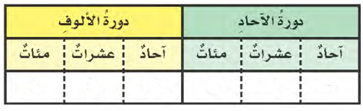 دورةُ الآحادِ دورةُ الألوفِ
آحادٌ عشراتٌ مئاتٌ آحادٌ عشراتٌ مئاتٌ